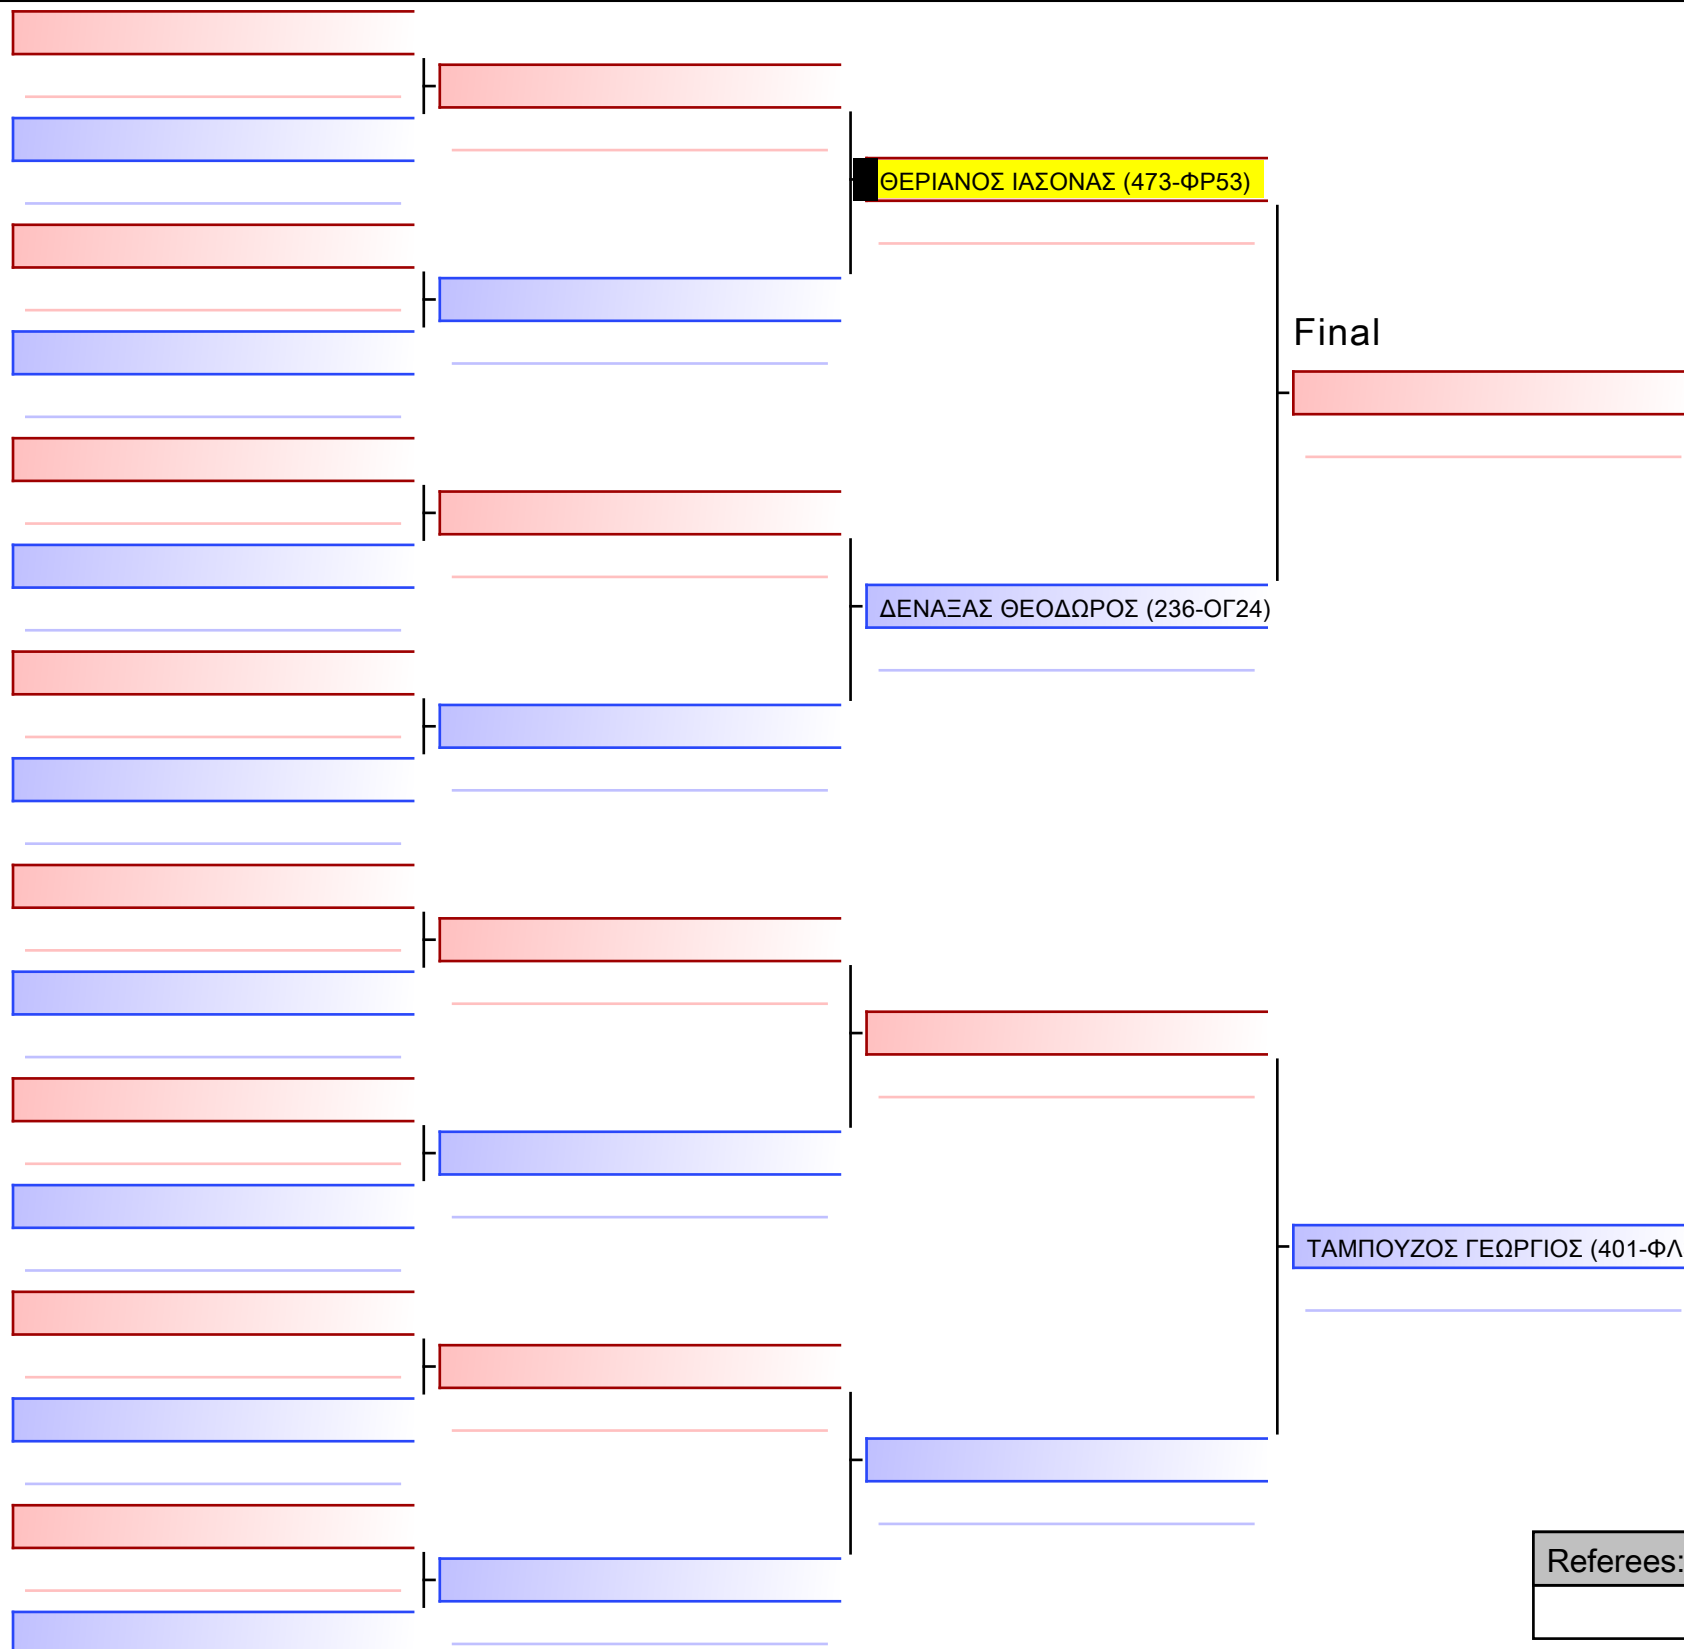 ΘΕΡΙΑΝΟΣ ΙΑΣΟΝΑΣ (473-ΦΡ53)
Final
ΔΕΝΑΞΑΣ ΘΕΟΔΩΡΟΣ (236-ΟΓ24)
ΤΑΜΠΟΥΖΟΣ ΓΕΩΡΓΙΟΣ (401-ΦΛ
Referees: